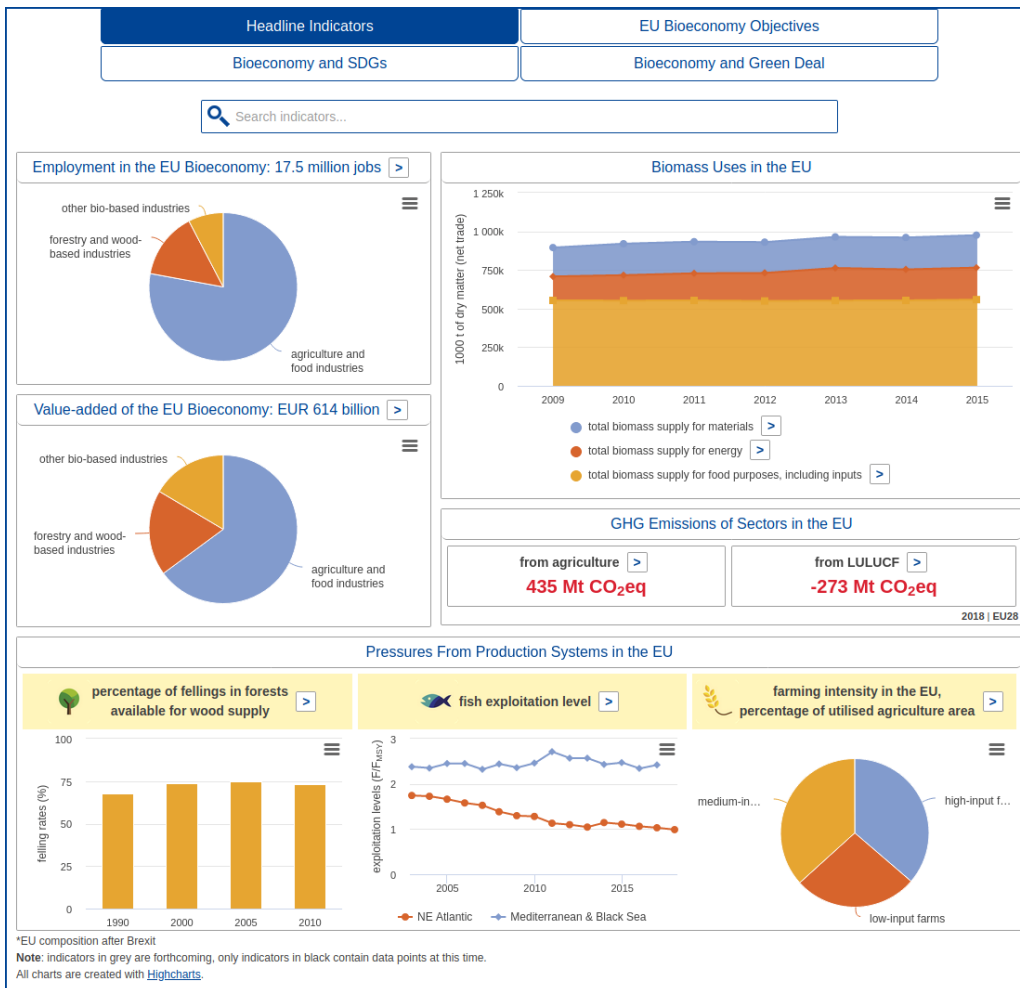 Headline Indicators
EU Bioeconomy Objectives
Bioeconomy and SDGs
Bioeconomy and Green Deal
Search indicators...
Employment in the EU Bioeconomy: 17.5 million jobs >
other bio-based industries
forestry and wood-
based industries
agriculture and
food industries
Value-added of the EU Bioeconomy: EUR 614 billion >
other bio-based industries
forestry and wood-
based industries
agriculture and
food industries
Biomass Uses in the EU
1000 t of dry matter (net trade)
1 250k
1 000k
750k
500k
250k
0
2009 2010 2011 2012 2013 2014 2015
total biomass supply for materials >
total biomass supply for energy >
total biomass supply for food purposes, including inputs >
GHG Emissions of Sectors in the EU
from agriculture >
435 Mt CO₂eq
from LULUCF >
-273 Mt CO₂eq
2018 | EU28
Pressures From Production Systems in the EU
percentage of fellings in forests
available for wood supply >
felling rates (%)
100
75
50
25
0
1990 2000 2005 2010
fish exploitation level >
exploitation levels (F/FMSY)
3
2
1
0
2005 2010 2015
NE Atlantic Mediterranean & Black Sea
farming intensity in the EU,
percentage of utilised agriculture area >
medium-in…
high-input f…
low-input farms
*EU composition after Brexit
Note: indicators in grey are forthcoming, only indicators in black contain data points at this time.
All charts are created with Highcharts.